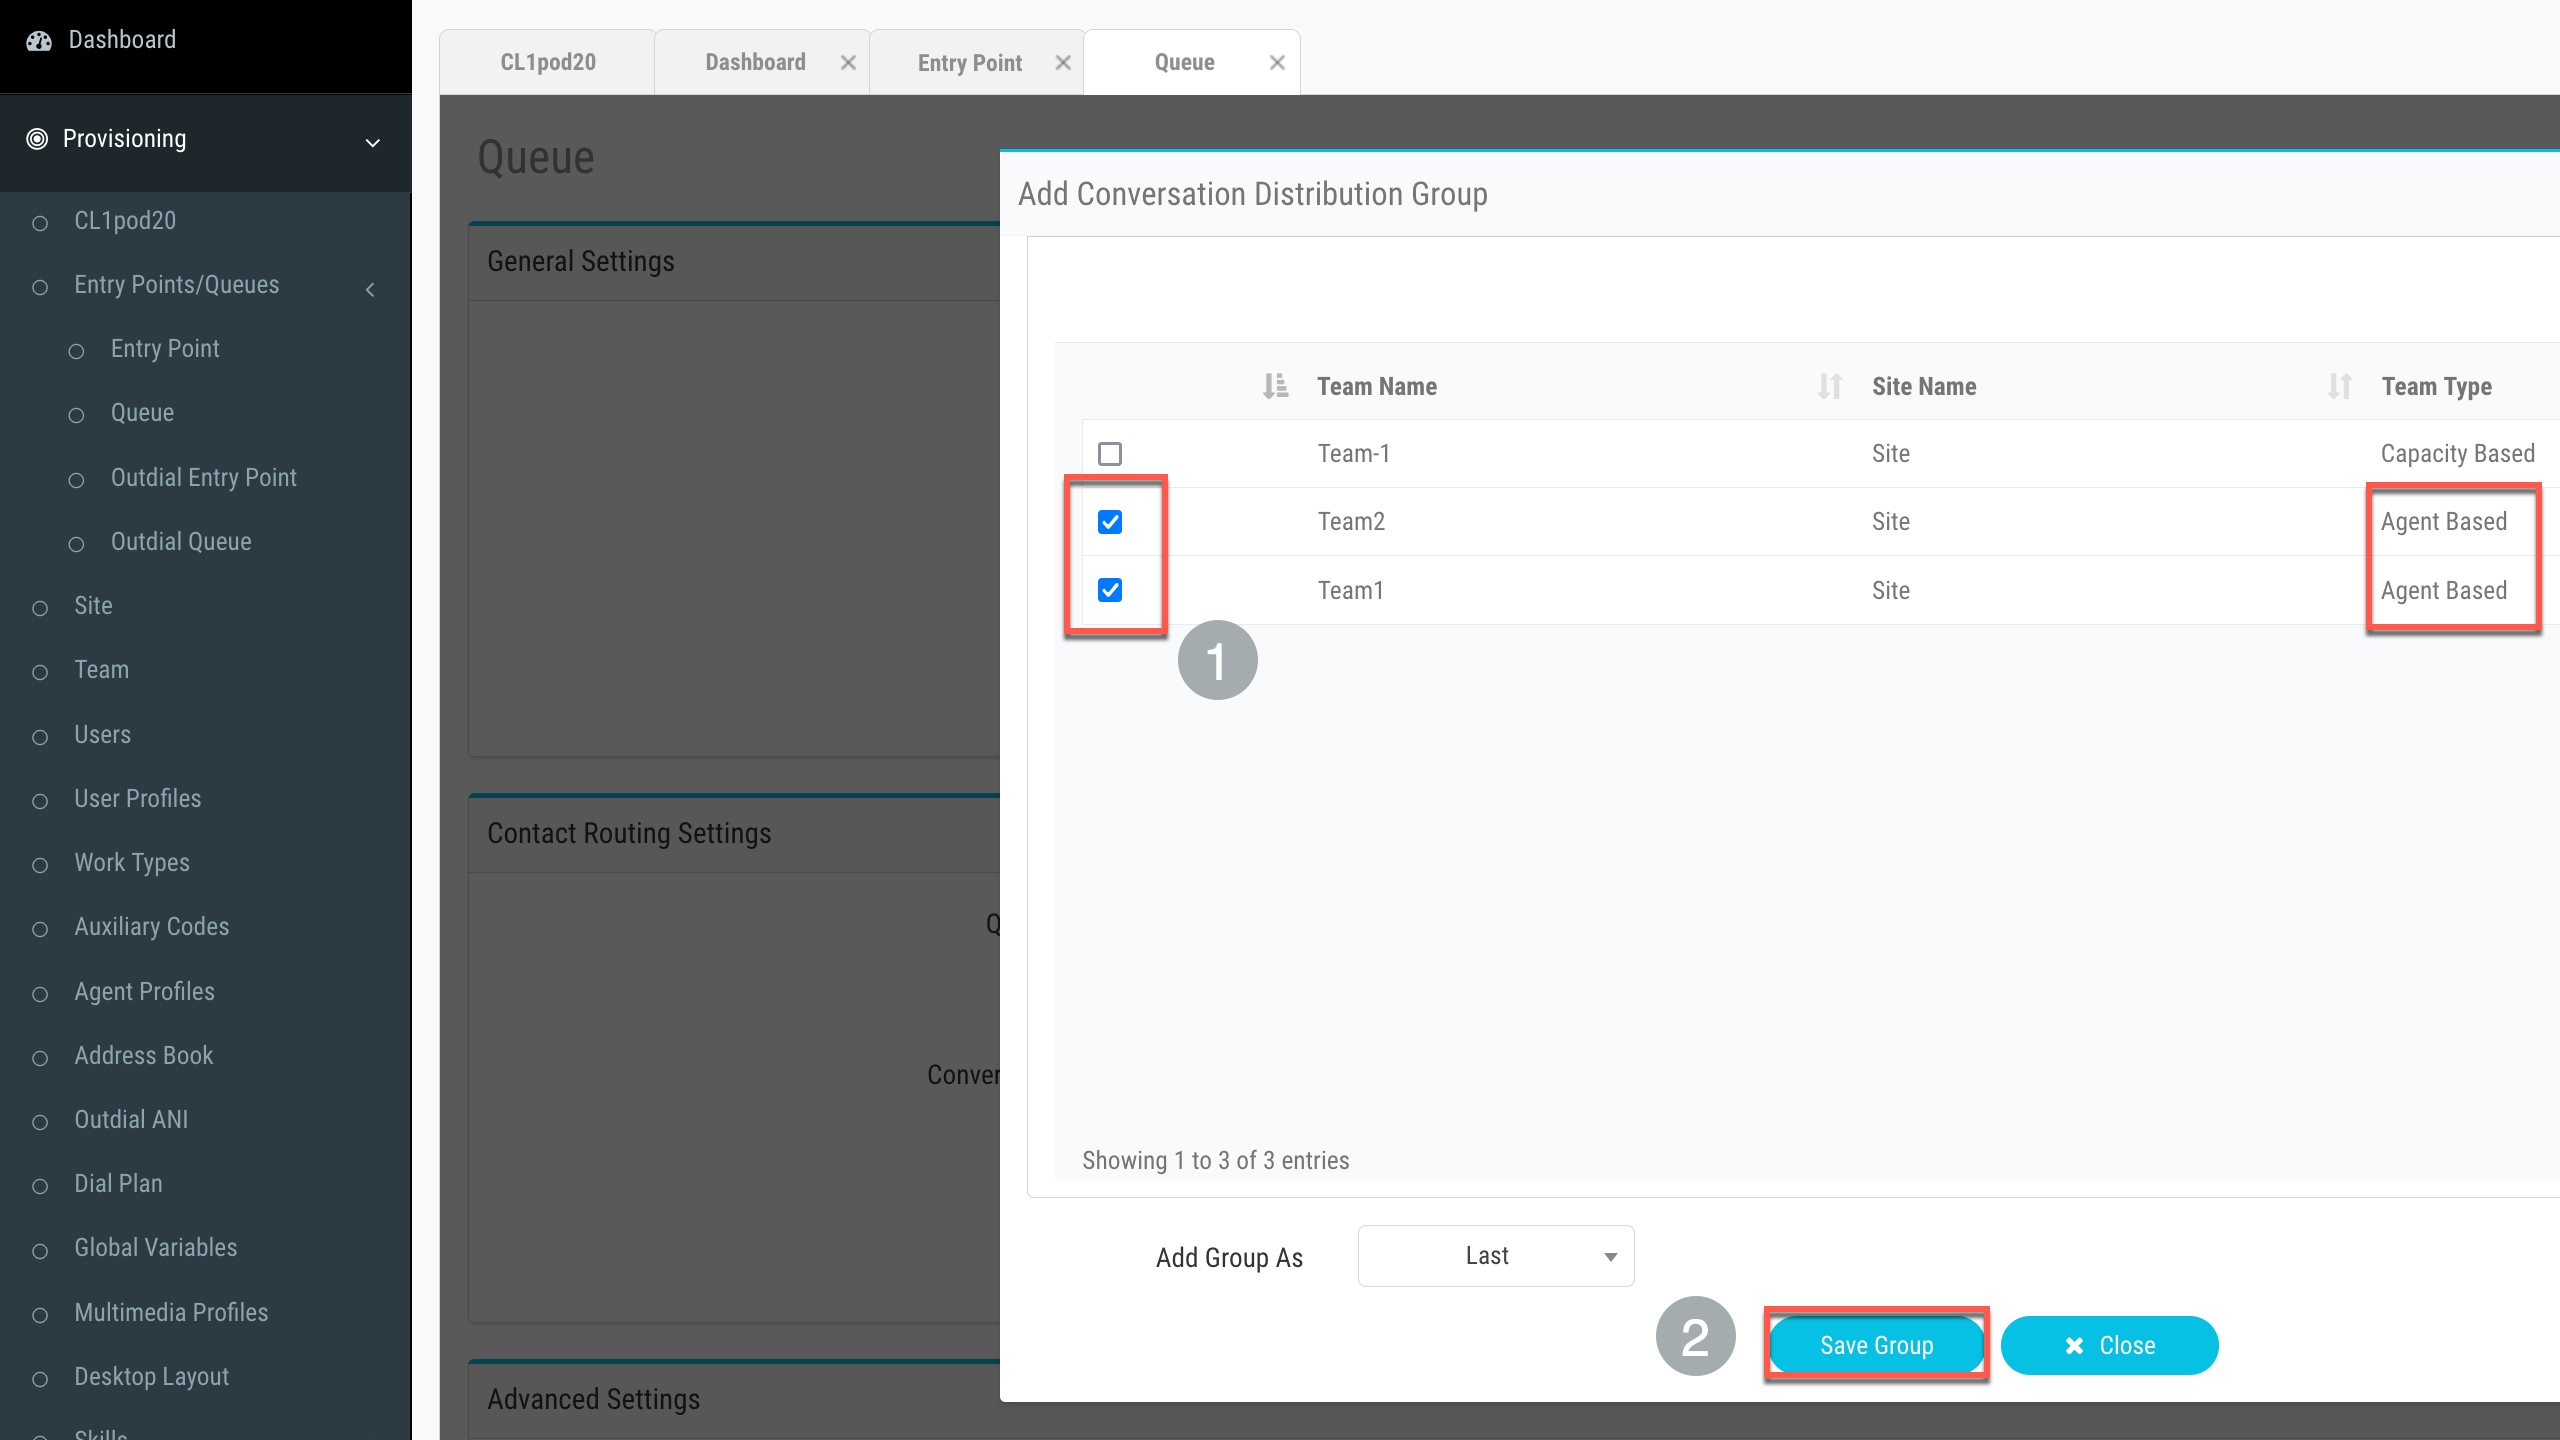 Dashboard
Provisioning
CL1pod20
Entry Points/Queues
Entry Point
Queue
Outdial Entry Point
Outdial Queue
Site
Team
Users
User Profiles
Work Types
Auxiliary Codes
Agent Profiles
Address Book
Outdial ANI
Dial Plan
Global Variables
Multimedia Profiles
Desktop Layout
Skills
CL1pod20 Dashboard Entry Point Queue
Queue
General Settings
Contact Routing Settings
Q
Conver
Advanced Settings
Add Conversation Distribution Group
Team Name Site Name Team Type
Team-1 Site Capacity Based
Team2 Site Agent Based
Team1 Site Agent Based
1
Showing 1 to 3 of 3 entries
Add Group As Last
2 Save Group Close